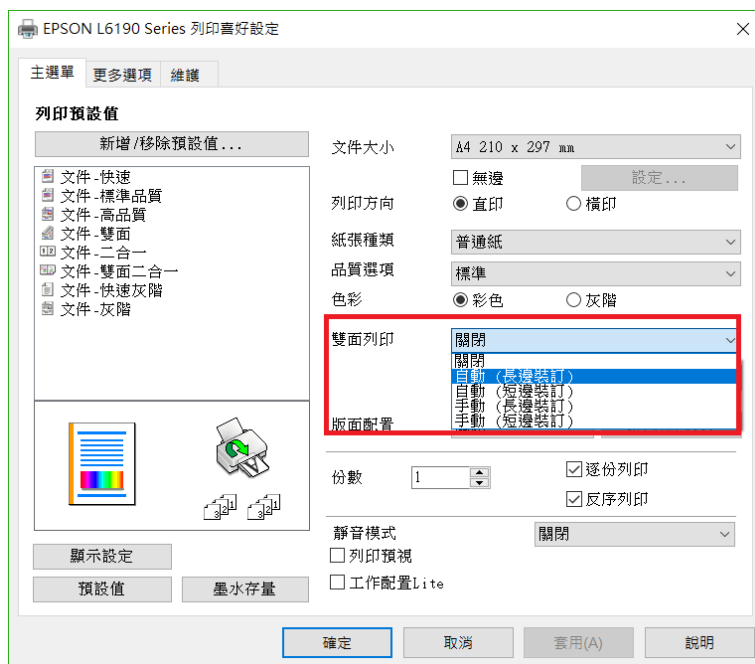 EPSON L6190 Series 列印喜好設定
主選單
更多選項
維護
列印預設值
新增/移除預設值...
文件-快速
文件-標準品質
文件-高品質
文件-雙面
文件-二合一
文件-雙面二合一
文件-快速灰階
文件-灰階
顯示設定
預設值
墨水存量
文件大小
A4 210 x 297 mm
無邊
設定...
列印方向
直印
橫印
紙張種類
普通紙
品質選項
標準
色彩
彩色
灰階
雙面列印
關閉
關閉
自動 (長邊裝訂)
自動 (短邊裝訂)
手動 (長邊裝訂)
手動 (短邊裝訂)
版面配置
份數
1
逐份列印
反序列印
靜音模式
關閉
列印預視
工作配置Lite
確定
取消
套用(A)
說明